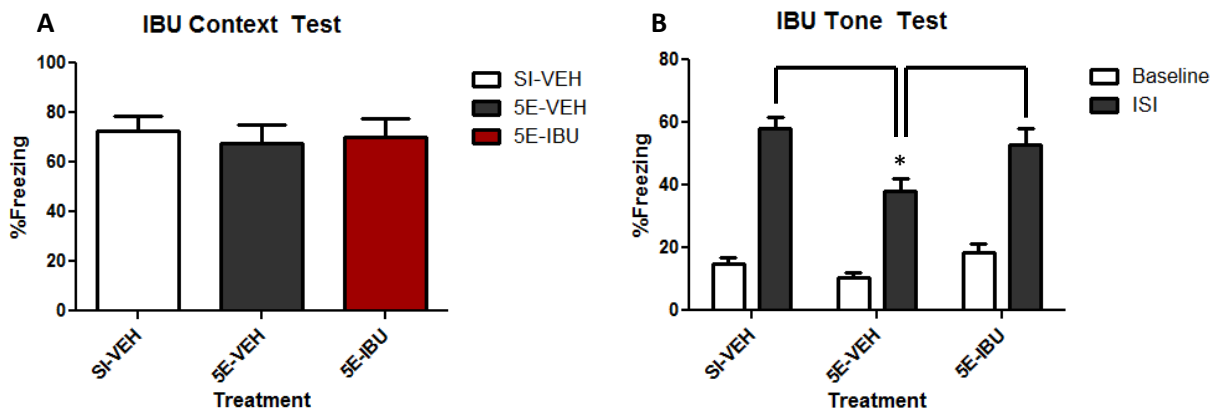 A
IBU Context Test
100
80
60
40
20
0
%Freezing
SI-VEH
5E-VEH
5E-IBU
Treatment
SI-VEH
5E-VEH
5E-IBU
B
IBU Tone Test
80
60
40
20
0
%Freezing
*
SI-VEH
5E-VEH
5E-IBU
Treatment
Baseline
ISI